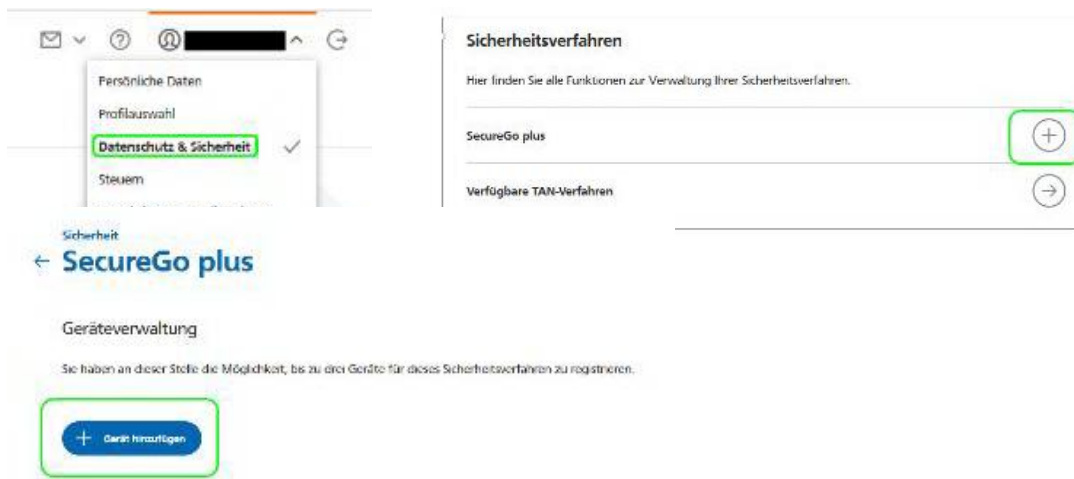 Persönliche Daten
Profilauswahl
Datenschutz & Sicherheit
Steuern
Sicherheitsverfahren
Hier finden Sie alle Funktionen zur Verwaltung Ihrer Sicherheitsverfahren.
SecureGo plus
Verfügbare TAN-Verfahren
Sicherheit
← SecureGo plus
Geräteverwaltung
Sie haben an dieser Stelle die Möglichkeit, bis zu drei Geräte für dieses Sicherheitsverfahren zu registrieren.
+ Gerät hinzufügen